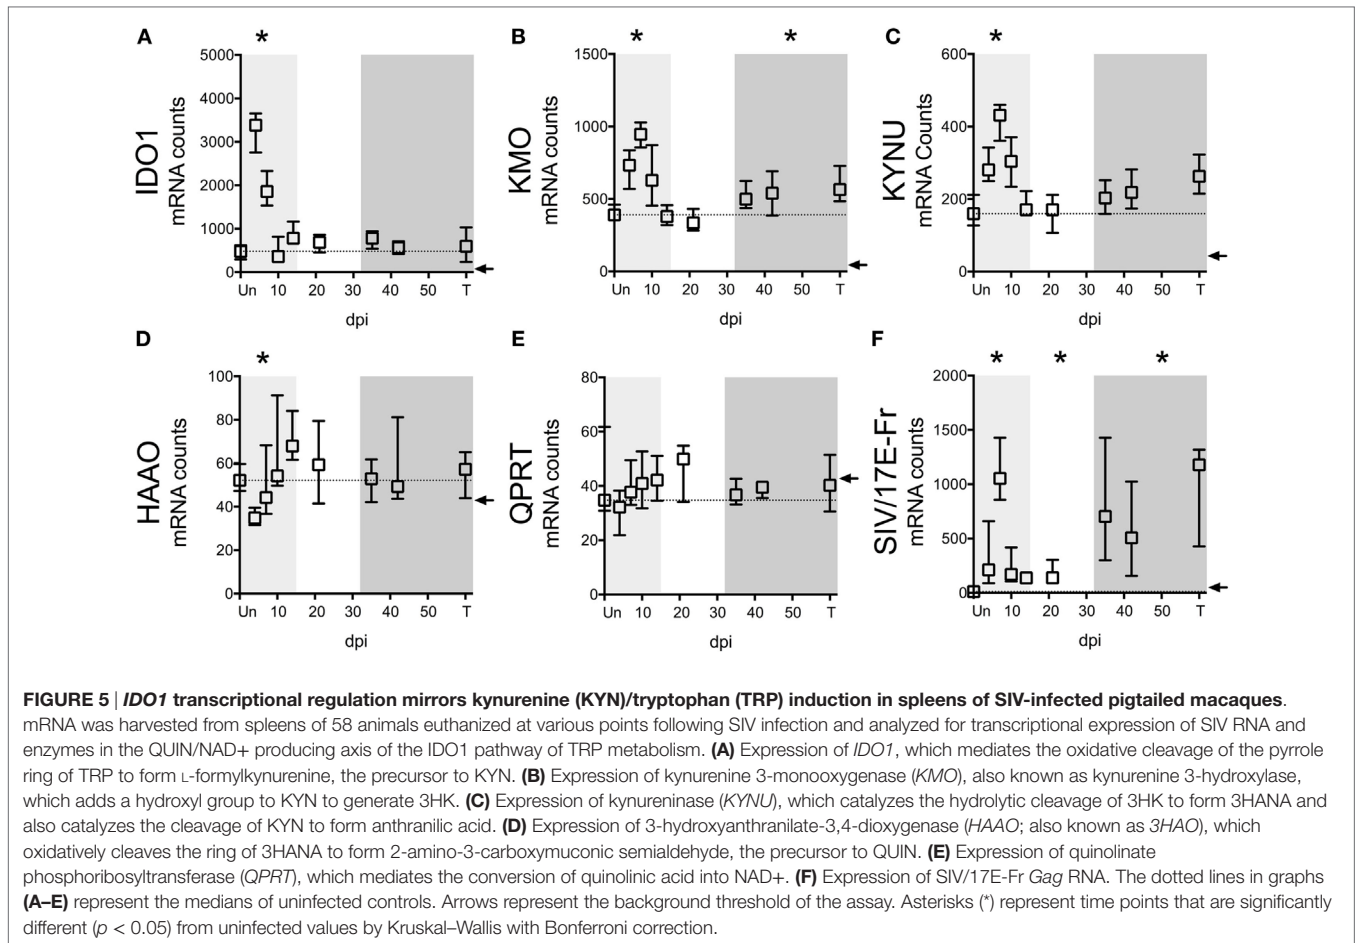 A
*
5000
4000
3000
2000
1000
0
IDO1
mRNA counts
Un 10 20 30 40 50 T
dpi
B
* *
1500
1000
500
0
KMO
mRNA counts
Un 10 20 30 40 50 T
dpi
C
*
600
400
200
0
KYNU
mRNA Counts
Un 10 20 30 40 50 T
dpi
D
*
100
80
60
40
20
0
HAAO
mRNA counts
Un 10 20 30 40 50 T
dpi
E
80
60
40
20
0
QPRT
mRNA counts
Un 10 20 30 40 50 T
dpi
F
* * *
2000
1500
1000
500
0
SIV/17E-Fr
mRNA counts
Un 10 20 30 40 50 T
dpi
FIGURE 5 | IDO1 transcriptional regulation mirrors kynurenine (KYN)/tryptophan (TRP) induction in spleens of SIV-infected pigtailed macaques.
mRNA was harvested from spleens of 58 animals euthanized at various points following SIV infection and analyzed for transcriptional expression of SIV RNA and
enzymes in the QUIN/NAD+ producing axis of the IDO1 pathway of TRP metabolism. (A) Expression of IDO1, which mediates the oxidative cleavage of the pyrrole
ring of TRP to form L-formylkynurenine, the precursor to KYN. (B) Expression of kynurenine 3-monooxygenase (KMO), also known as kynurenine 3-hydroxylase,
which adds a hydroxyl group to KYN to generate 3HK. (C) Expression of kynureninase (KYNU), which catalyzes the hydrolytic cleavage of 3HK to form 3HANA and
also catalyzes the cleavage of KYN to form anthranilic acid. (D) Expression of 3-hydroxyanthranilate-3,4-dioxygenase (HAAO; also known as 3HAO), which
oxidatively cleaves the ring of 3HANA to form 2-amino-3-carboxymuconic semialdehyde, the precursor to QUIN. (E) Expression of quinolinate
phosphoribosyltransferase (QPRT), which mediates the conversion of quinolinic acid into NAD+. (F) Expression of SIV/17E-Fr Gag RNA. The dotted lines in graphs
(A–E) represent the medians of uninfected controls. Arrows represent the background threshold of the assay. Asterisks (*) represent time points that are significantly
different (p < 0.05) from uninfected values by Kruskal–Wallis with Bonferroni correction.